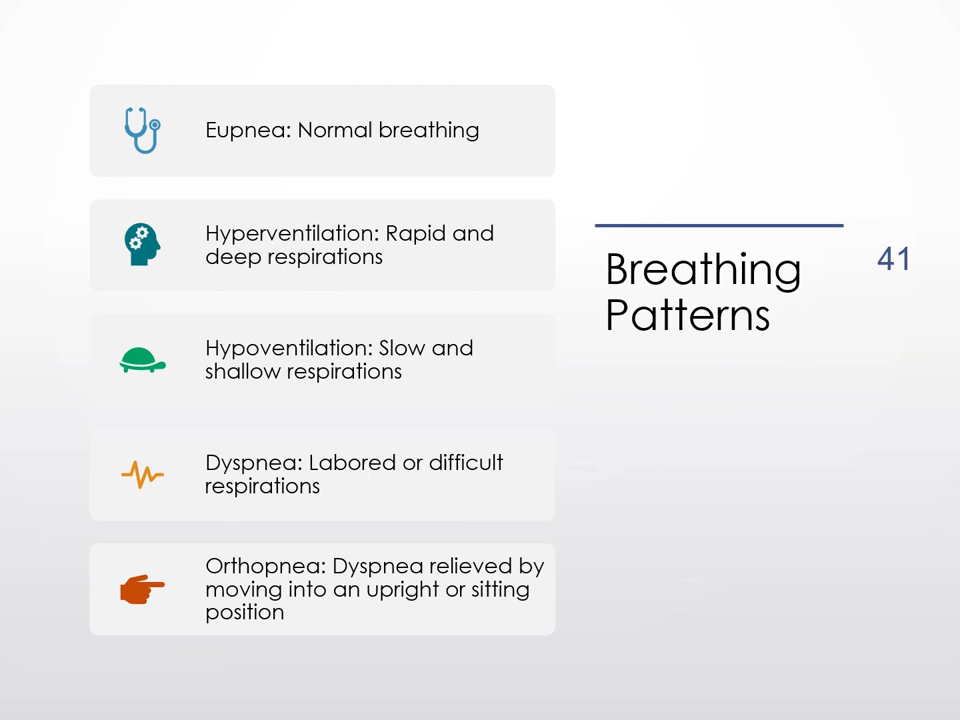 Eupnea: Normal breathing
Hyperventilation: Rapid and
deep respirations
Hypoventilation: Slow and
shallow respirations
Dyspnea: Labored or difficult
respirations
Orthopnea: Dyspnea relieved by
moving into an upright or sitting
position
Breathing
Patterns
41